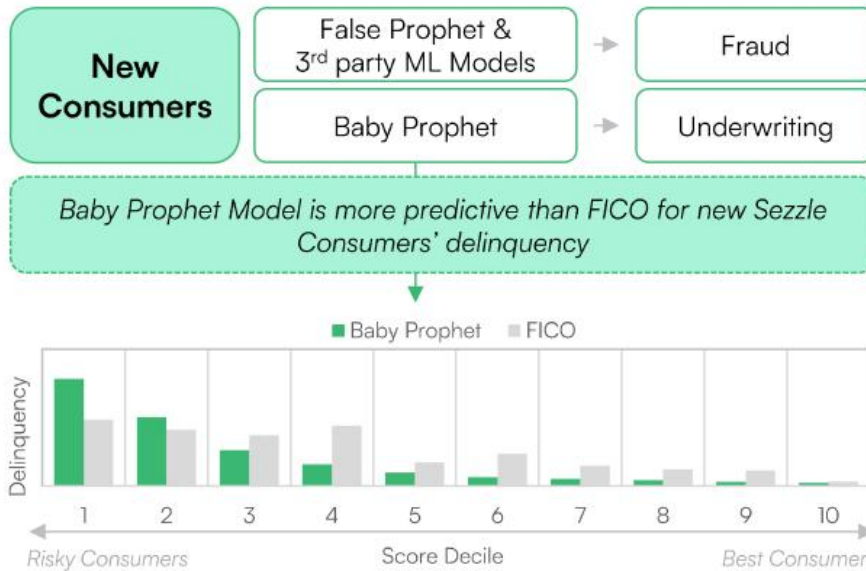 New
Consumers
False Prophet &
3rd party ML Models
Fraud
Baby Prophet
Underwriting
Baby Prophet Model is more predictive than FICO for new Sezzle
Consumers' delinquency
Baby Prophet
FICO
Delinquency
1 2 3 4 5 6 7 8 9 10
Risky Consumers
Score Decile
Best Consumer